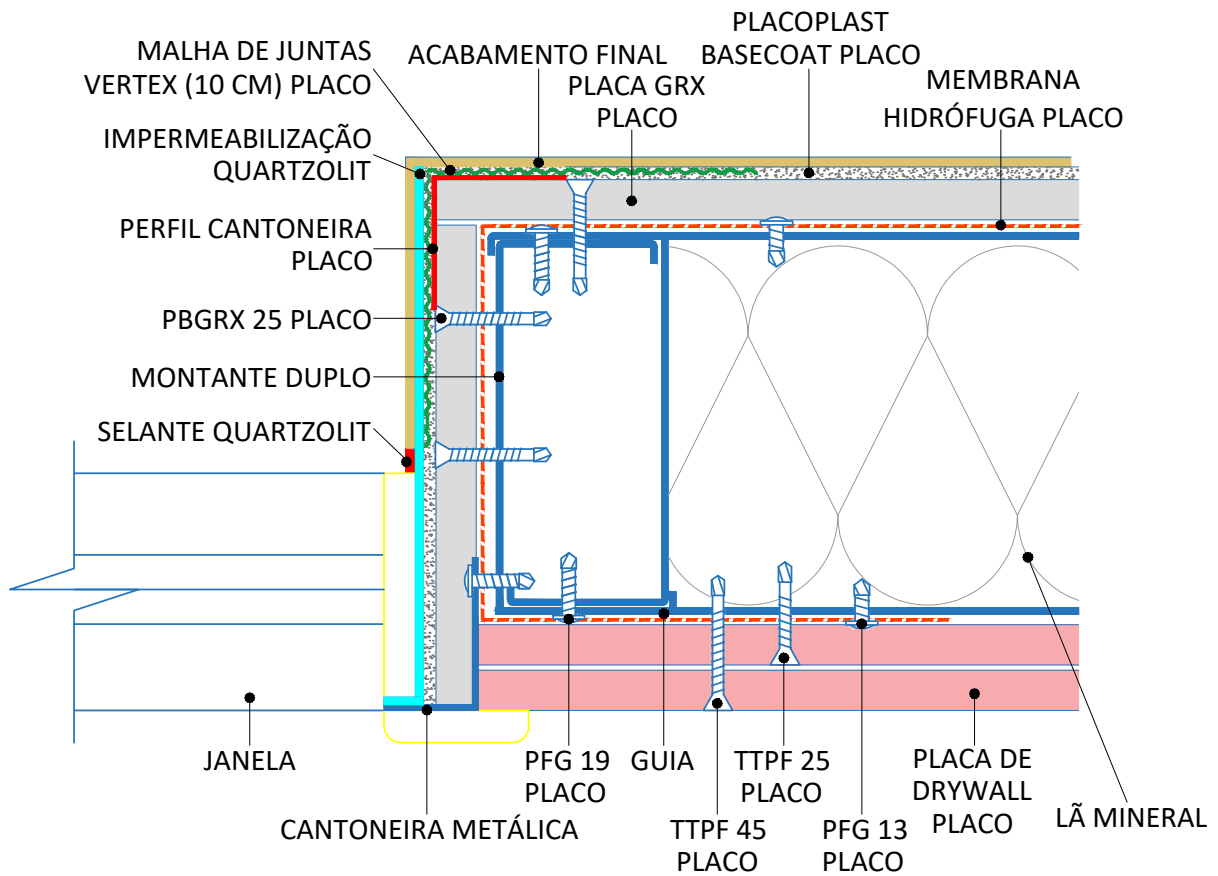 MALHA DE JUNTAS
VERTEX (10 CM) PLACO
ACABAMENTO FINAL
PLACOPLAST
BASECOAT PLACO
PLACA GRX
PLACO
MEMBRANA
HIDRÓFUGA PLACO
IMPERMEABILIZAÇÃO
QUARTZOLIT
PERFIL CANTONEIRA
PLACO
PBGRX 25 PLACO
MONTANTE DUPLO
SELANTE QUARTZOLIT
JANELA
CANTONEIRA METÁLICA
PFG 19
PLACO
GUIA
TTPF 45
PLACO
TTPF 25
PLACO
PFG 13
PLACO
PLACA DE
DRYWALL
PLACO
LÃ MINERAL